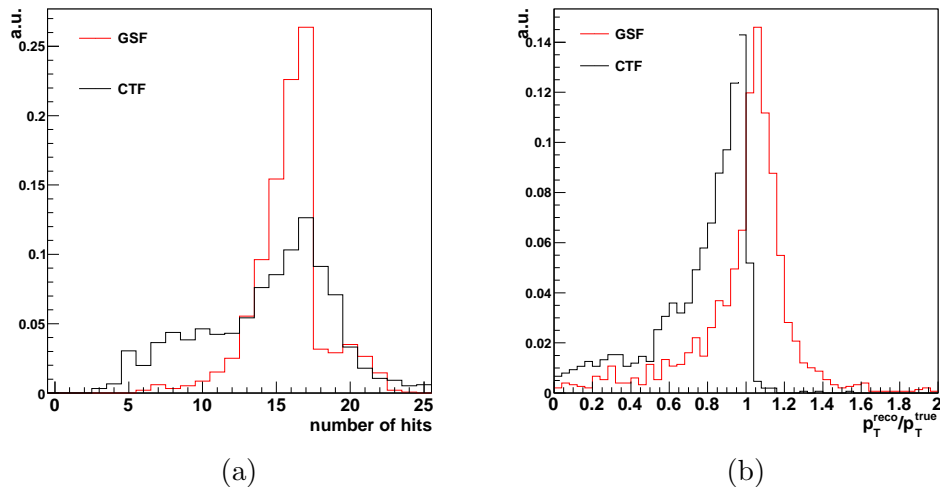 a.u.
0.25
0.2
0.15
0.1
0.05
0
GSF
CTF
0 5 10 15 20 25
number of hits
(a)
a.u.
0.14
0.12
0.1
0.08
0.06
0.04
0.02
0
GSF
CTF
0 0.2 0.4 0.6 0.8 1 1.2 1.4 1.6 1.8 2
p_T^reco/p_T^true
(b)